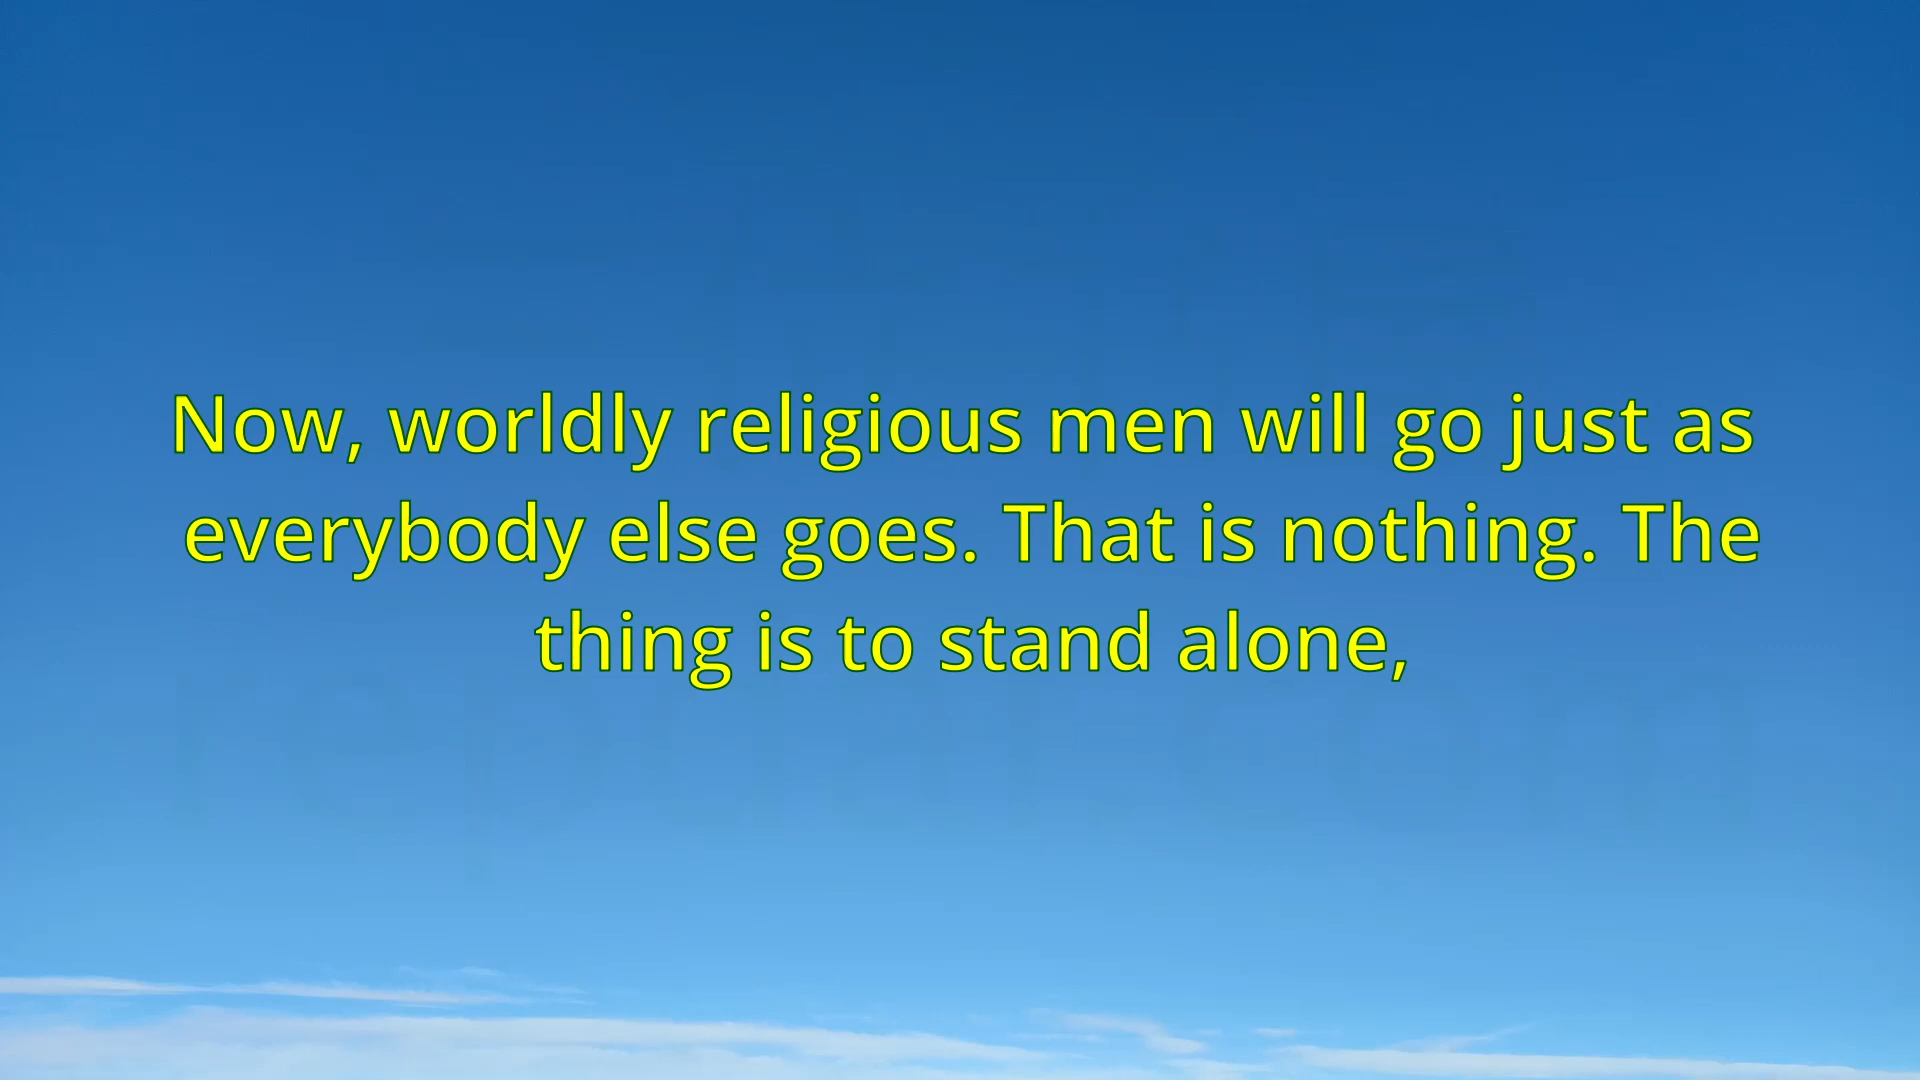 Now, worldly religious men will go just as
everybody else goes. That is nothing. The
thing is to stand alone,